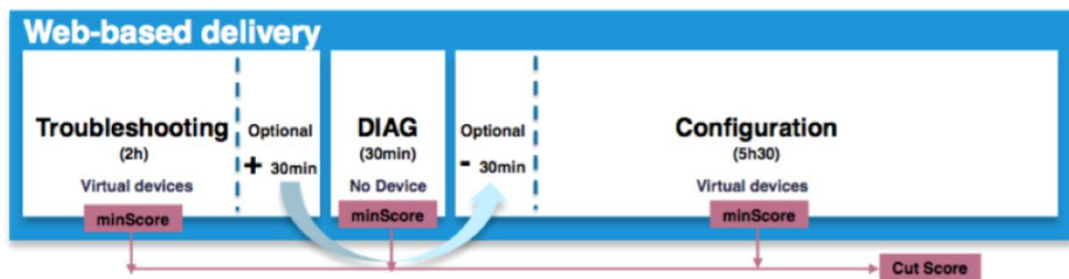 Web-based delivery
Troubleshooting
(2h)
Virtual devices
minScore
Optional
+ 30min
DIAG
(30min)
No Device
minScore
Optional
- 30min
Configuration
(5h30)
Virtual devices
minScore
Cut Score